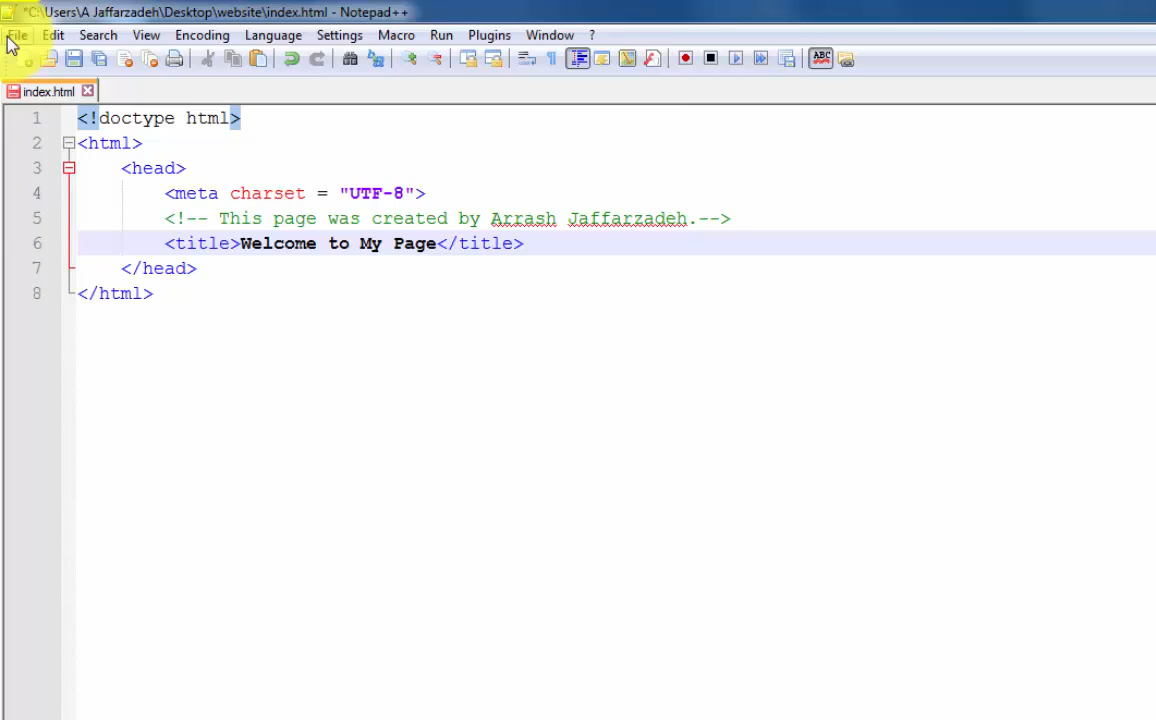 *C:\Users\A Jaffarzadeh\Desktop\website\index.html - Notepad++
File Edit Search View Encoding Language Settings Macro Run Plugins Window ?
ABC
index.html
1 <!doctype html>
2 <html>
3 <head>
4 <meta charset = "UTF-8">
5 <!-- This page was created by Arrash Jaffarzadeh.-->
6 <title>Welcome to My Page</title>
7 </head>
8 </html>